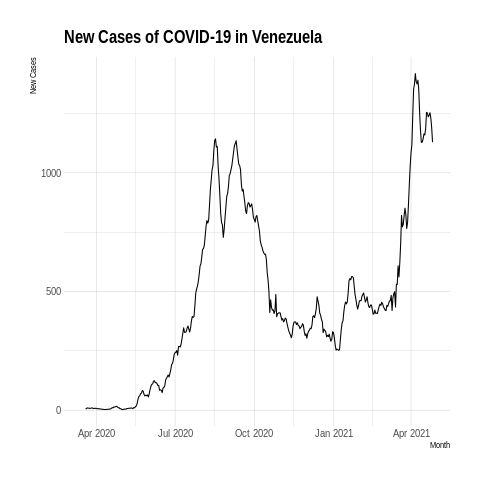 New Cases of COVID-19 in Venezuela
New Cases
1000
500
0
Apr 2020 Jul 2020 Oct 2020 Jan 2021 Apr 2021
Month